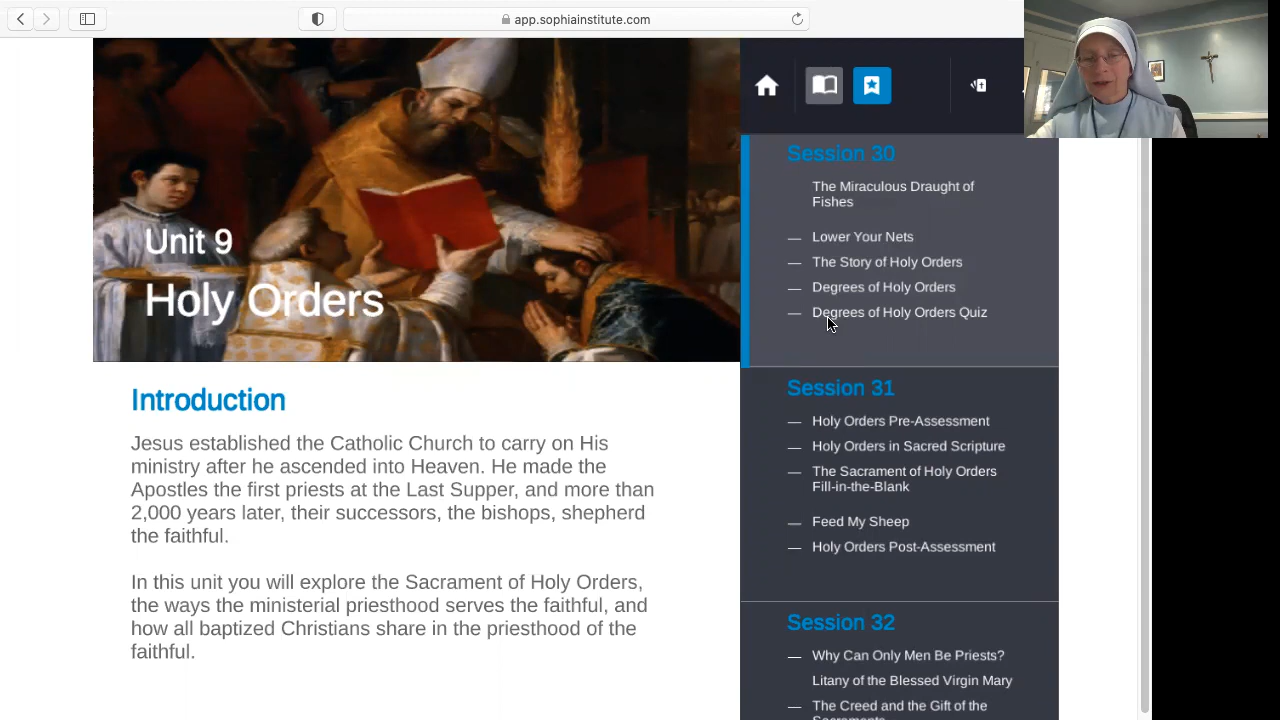 app.sophiainstitute.com
Unit 9
Holy Orders
Introduction
Jesus established the Catholic Church to carry on His
ministry after he ascended into Heaven. He made the
Apostles the first priests at the Last Supper, and more than
2,000 years later, their successors, the bishops, shepherd
the faithful.
In this unit you will explore the Sacrament of Holy Orders,
the ways the ministerial priesthood serves the faithful, and
how all baptized Christians share in the priesthood of the
faithful.
Session 30
The Miraculous Draught of
Fishes
— Lower Your Nets
— The Story of Holy Orders
— Degrees of Holy Orders
— Degrees of Holy Orders Quiz
Session 31
— Holy Orders Pre-Assessment
— Holy Orders in Sacred Scripture
— The Sacrament of Holy Orders
Fill-in-the-Blank
— Feed My Sheep
— Holy Orders Post-Assessment
Session 32
— Why Can Only Men Be Priests?
Litany of the Blessed Virgin Mary
— The Creed and the Gift of the
Sacraments